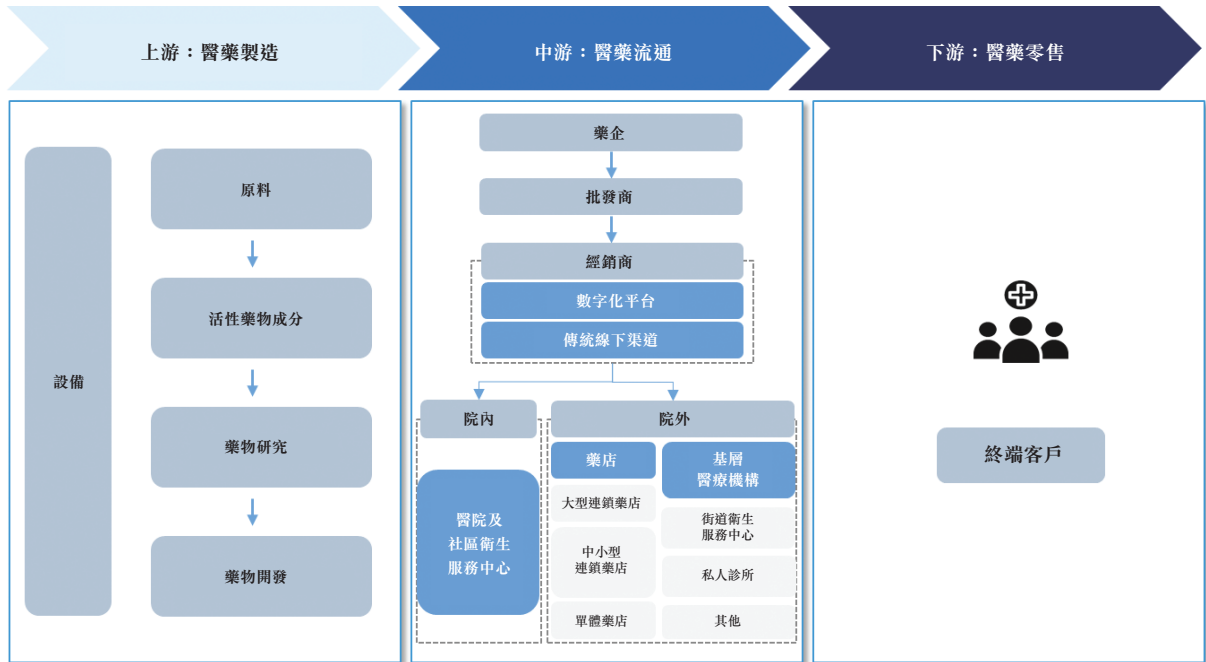 上游：醫藥製造
中游：醫藥流通
下游：醫藥零售
設備
原料
活性藥物成分
藥物研究
藥物開發
藥企
批發商
經銷商
數字化平台
傳統線下渠道
院內
醫院及
社區衛生
服務中心
院外
藥店
大型連鎖藥店
中小型
連鎖藥店
單體藥店
基層
醫療機構
街道衛生
服務中心
私人診所
其他
終端客戶